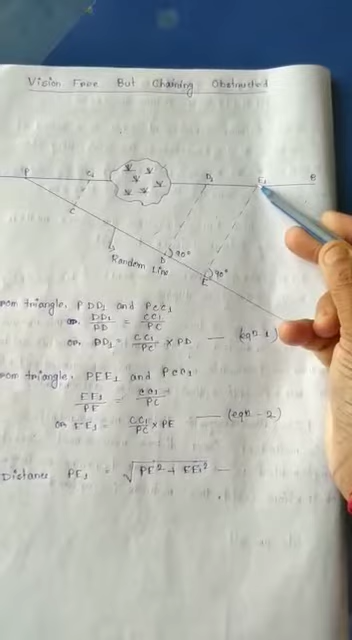 Vision Free But Chaining Obstructed
P C1 D1 E1 B
C
D 90°
E 90°
Random Line
From triangle. PDD1 and PCC1
or. DD1/PD = CC1/PC
or. DD1 = CC1/PC × PD — (eqn-1)
From triangle. PEE1 and PCC1
EE1/PE = CC1/PC
or EE1 = CC1/PC × PE — (eqn-2)
Distance PE1 = √PE² + EE1²